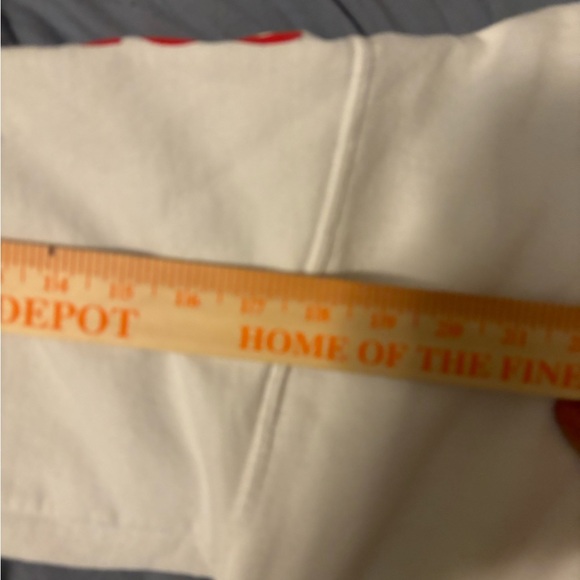 14 15 16 17 18 19 20 21
DEPOT HOME OF THE FINE